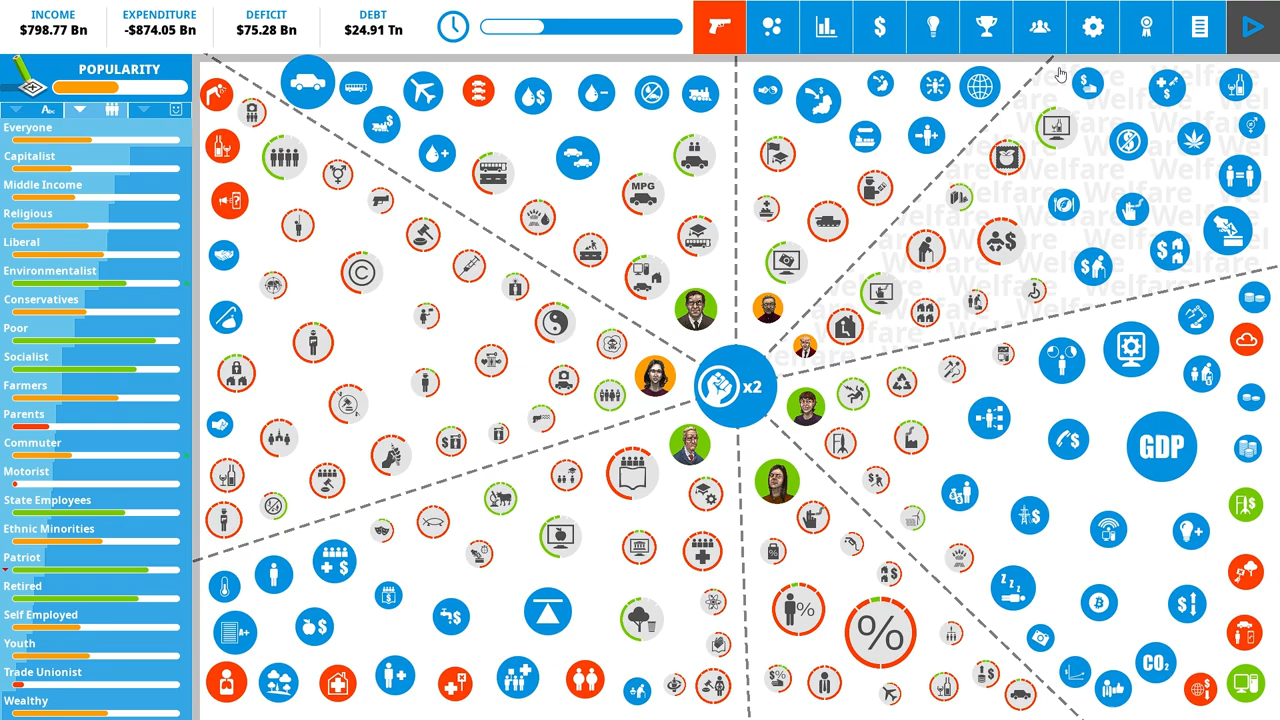 INCOME
$798.77 Bn
EXPENDITURE
-$874.05 Bn
DEFICIT
$75.28 Bn
DEBT
$24.91 Tn
POPULARITY
Everyone
Capitalist
Middle Income
Religious
Liberal
Environmentalist
Conservatives
Poor
Socialist
Farmers
Parents
Commuter
Motorist
State Employees
Ethnic Minorities
Patriot
Retired
Self Employed
Youth
Trade Unionist
Wealthy
MPG
x2
GDP
CO2
%
%
A+
Welfare Welfare
Welfare